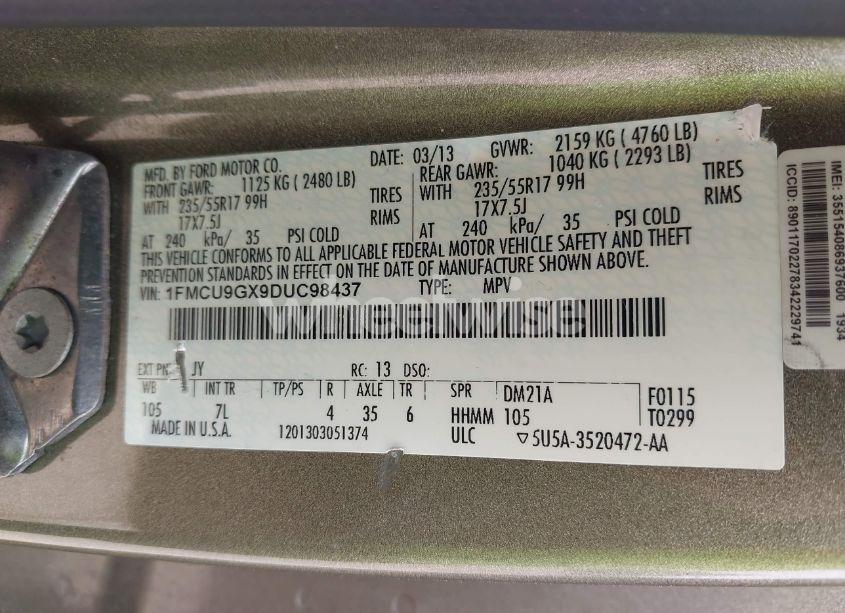 MFD. BY FORD MOTOR CO. DATE: 03/13 GVWR: 2159 KG ( 4760 LB)
FRONT GAWR: 1125 KG ( 2480 LB) REAR GAWR: 1040 KG ( 2293 LB)
WITH 235/55R17 99H TIRES WITH 235/55R17 99H TIRES
17X7.5J RIMS 17X7.5J RIMS
AT 240 kPa/ 35 PSI COLD AT 240 kPa/ 35 PSI COLD
THIS VEHICLE CONFORMS TO ALL APPLICABLE FEDERAL MOTOR VEHICLE SAFETY AND THEFT
PREVENTION STANDARDS IN EFFECT ON THE DATE OF MANUFACTURE SHOWN ABOVE.
VIN: 1FMCU9GX9DUC98437 TYPE: MPV
Wheelwise
EXT PNT: JY RC: 13 DSO:
WB INT TR TP/PS R AXLE TR SPR DM21A F0115
105 7L 4 35 6 HHMM 105 T0299
MADE IN U.S.A. 1201303051374 ULC ▽5U5A-3520472-AA
IMEI: 355154086937600 1934
ICCID: 89011702278342229741